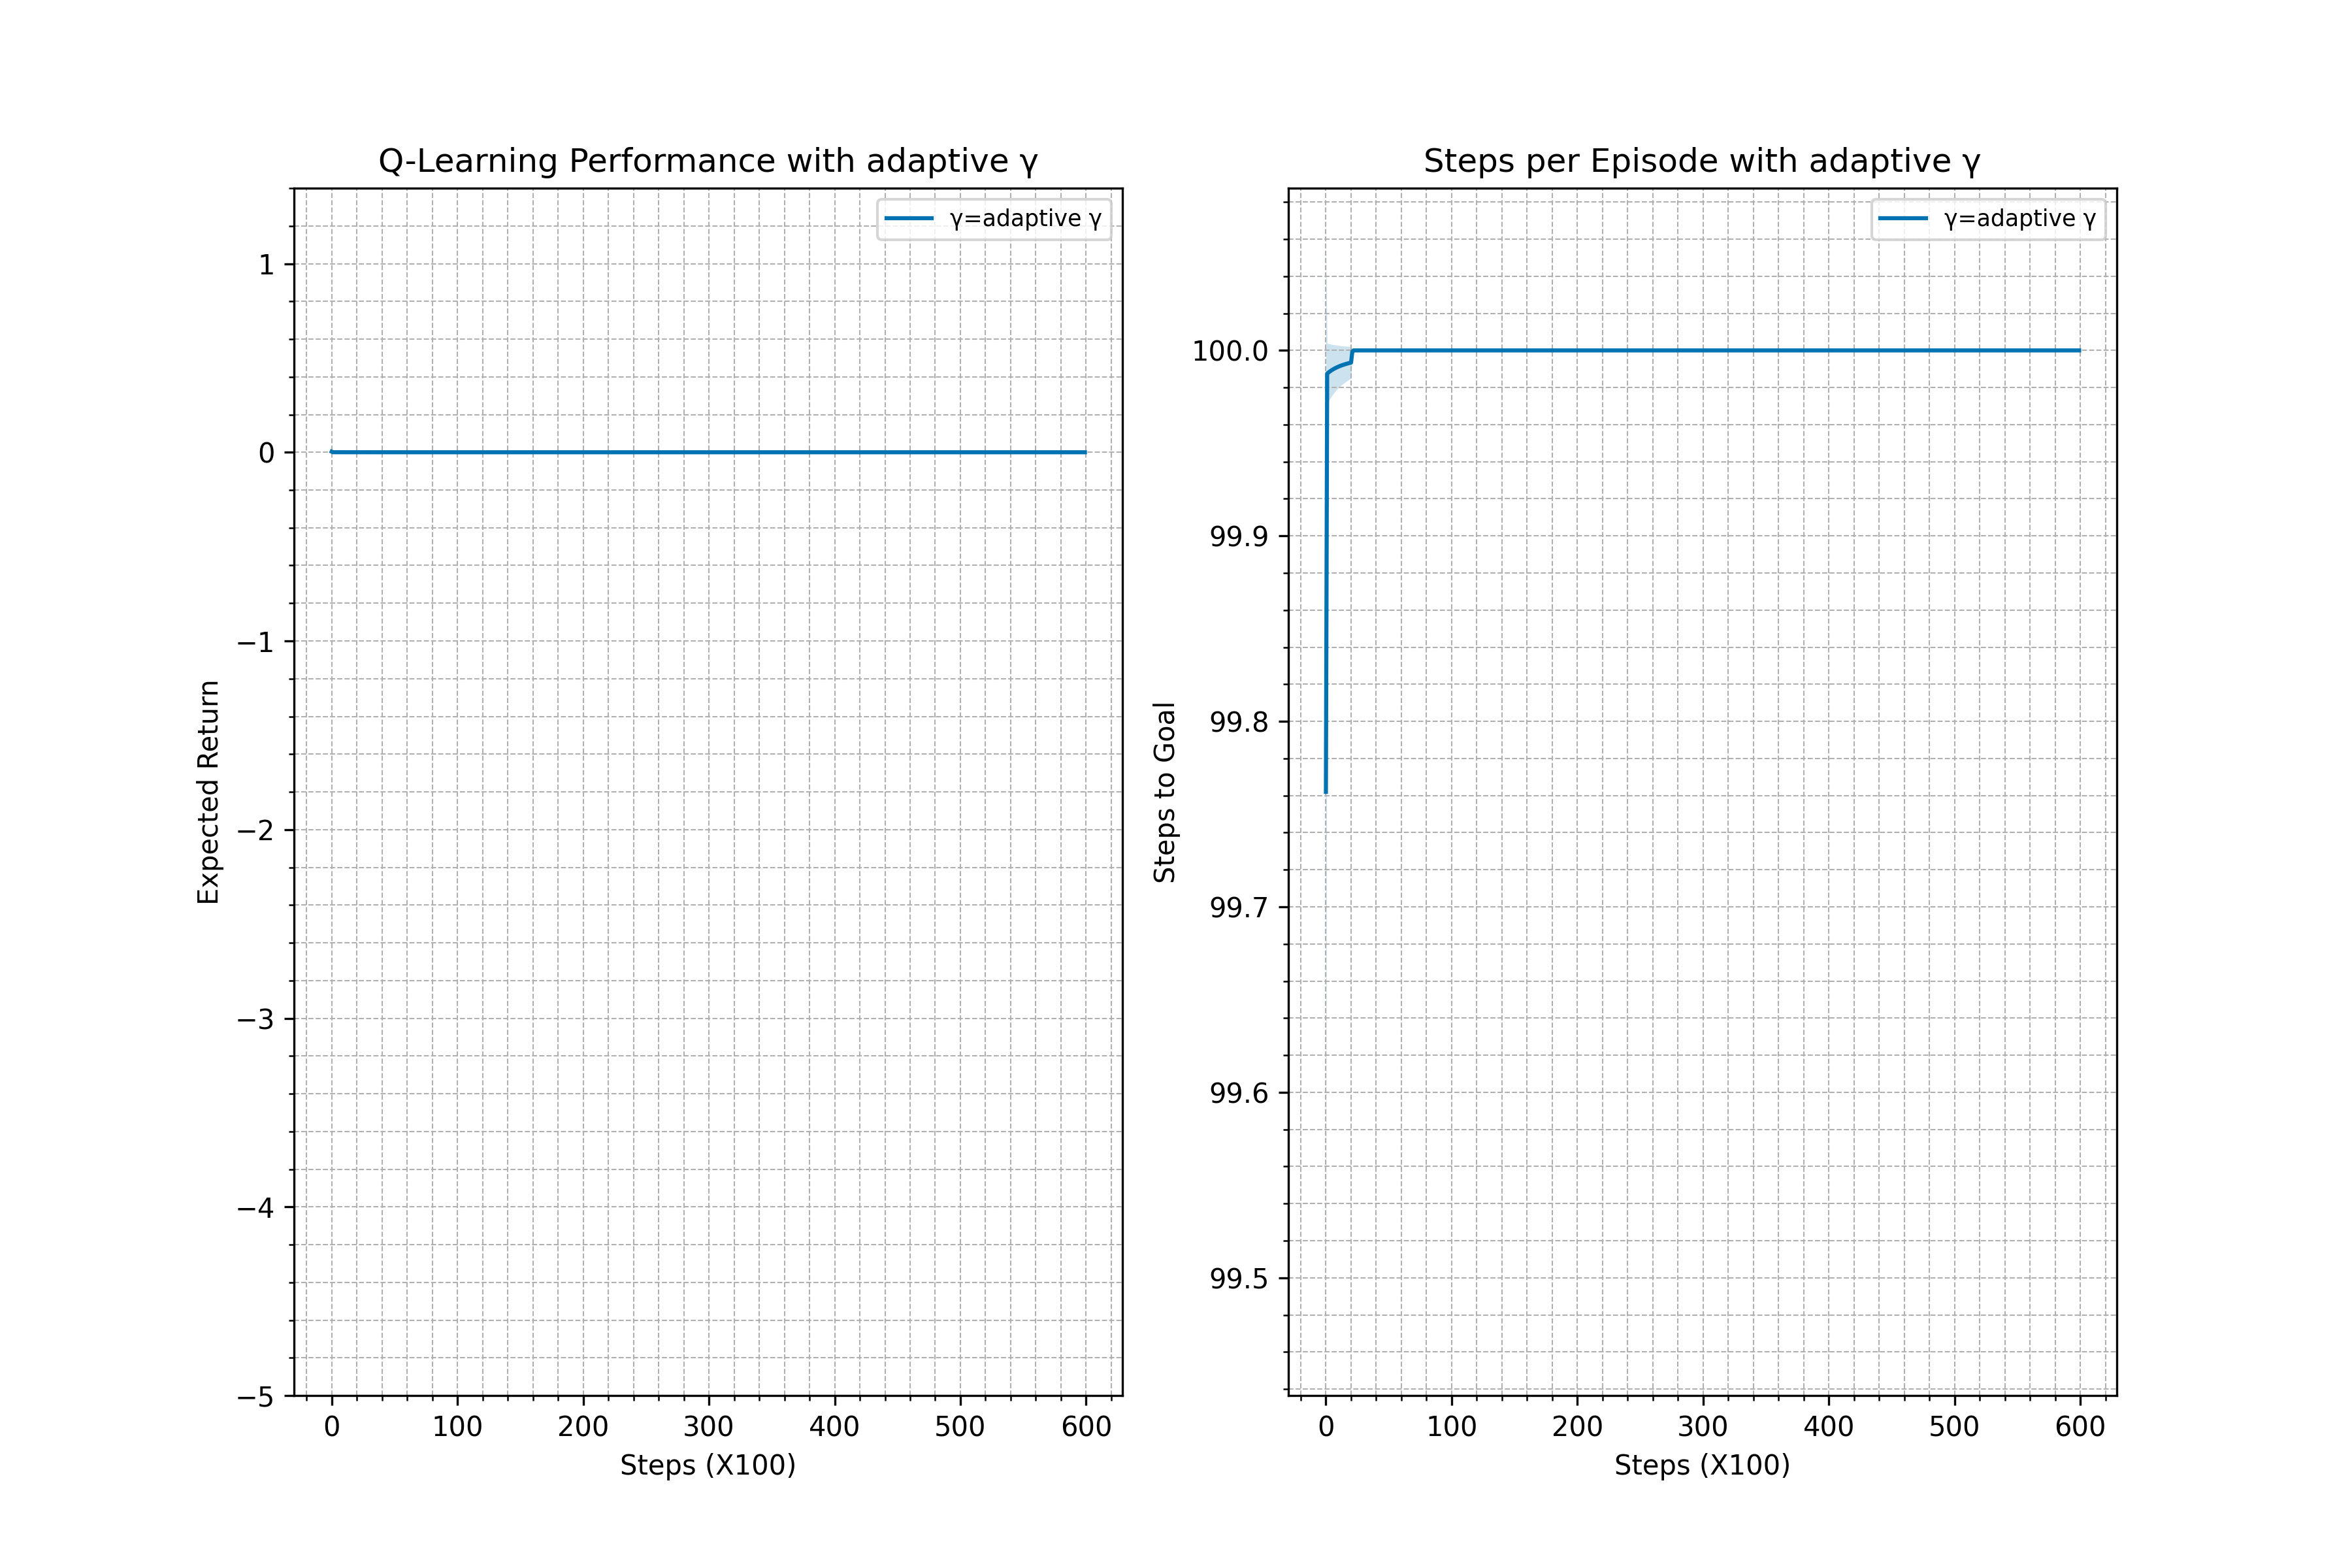 Q-Learning Performance with adaptive γ
γ=adaptive γ
1
0
−1
−2
−3
−4
−5
Expected Return
0 100 200 300 400 500 600
Steps (X100)
Steps per Episode with adaptive γ
γ=adaptive γ
100.0
99.9
99.8
99.7
99.6
99.5
Steps to Goal
0 100 200 300 400 500 600
Steps (X100)